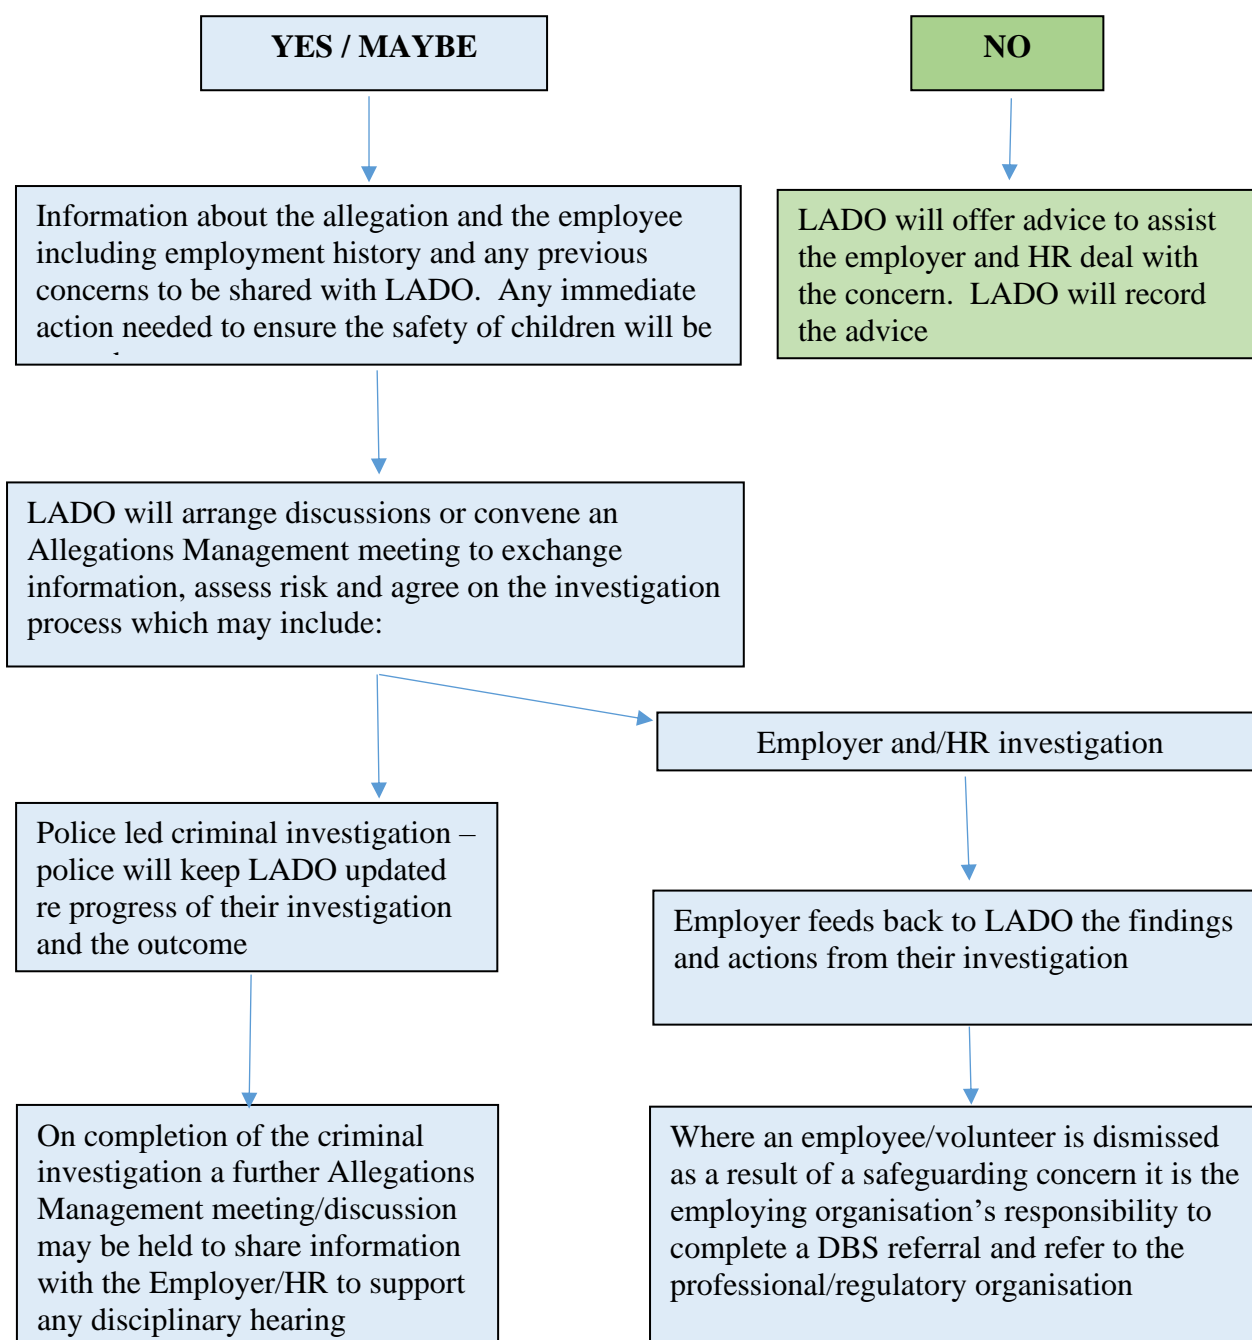 YES / MAYBE
NO
Information about the allegation and the employee
including employment history and any previous
concerns to be shared with LADO.  Any immediate
action needed to ensure the safety of children will be
LADO will offer advice to assist
the employer and HR deal with
the concern.  LADO will record
the advice
LADO will arrange discussions or convene an
Allegations Management meeting to exchange
information, assess risk and agree on the investigation
process which may include:
Employer and/HR investigation
Police led criminal investigation –
police will keep LADO updated
re progress of their investigation
and the outcome
Employer feeds back to LADO the findings
and actions from their investigation
On completion of the criminal
investigation a further Allegations
Management meeting/discussion
may be held to share information
with the Employer/HR to support
any disciplinary hearing
Where an employee/volunteer is dismissed
as a result of a safeguarding concern it is the
employing organisation’s responsibility to
complete a DBS referral and refer to the
professional/regulatory organisation